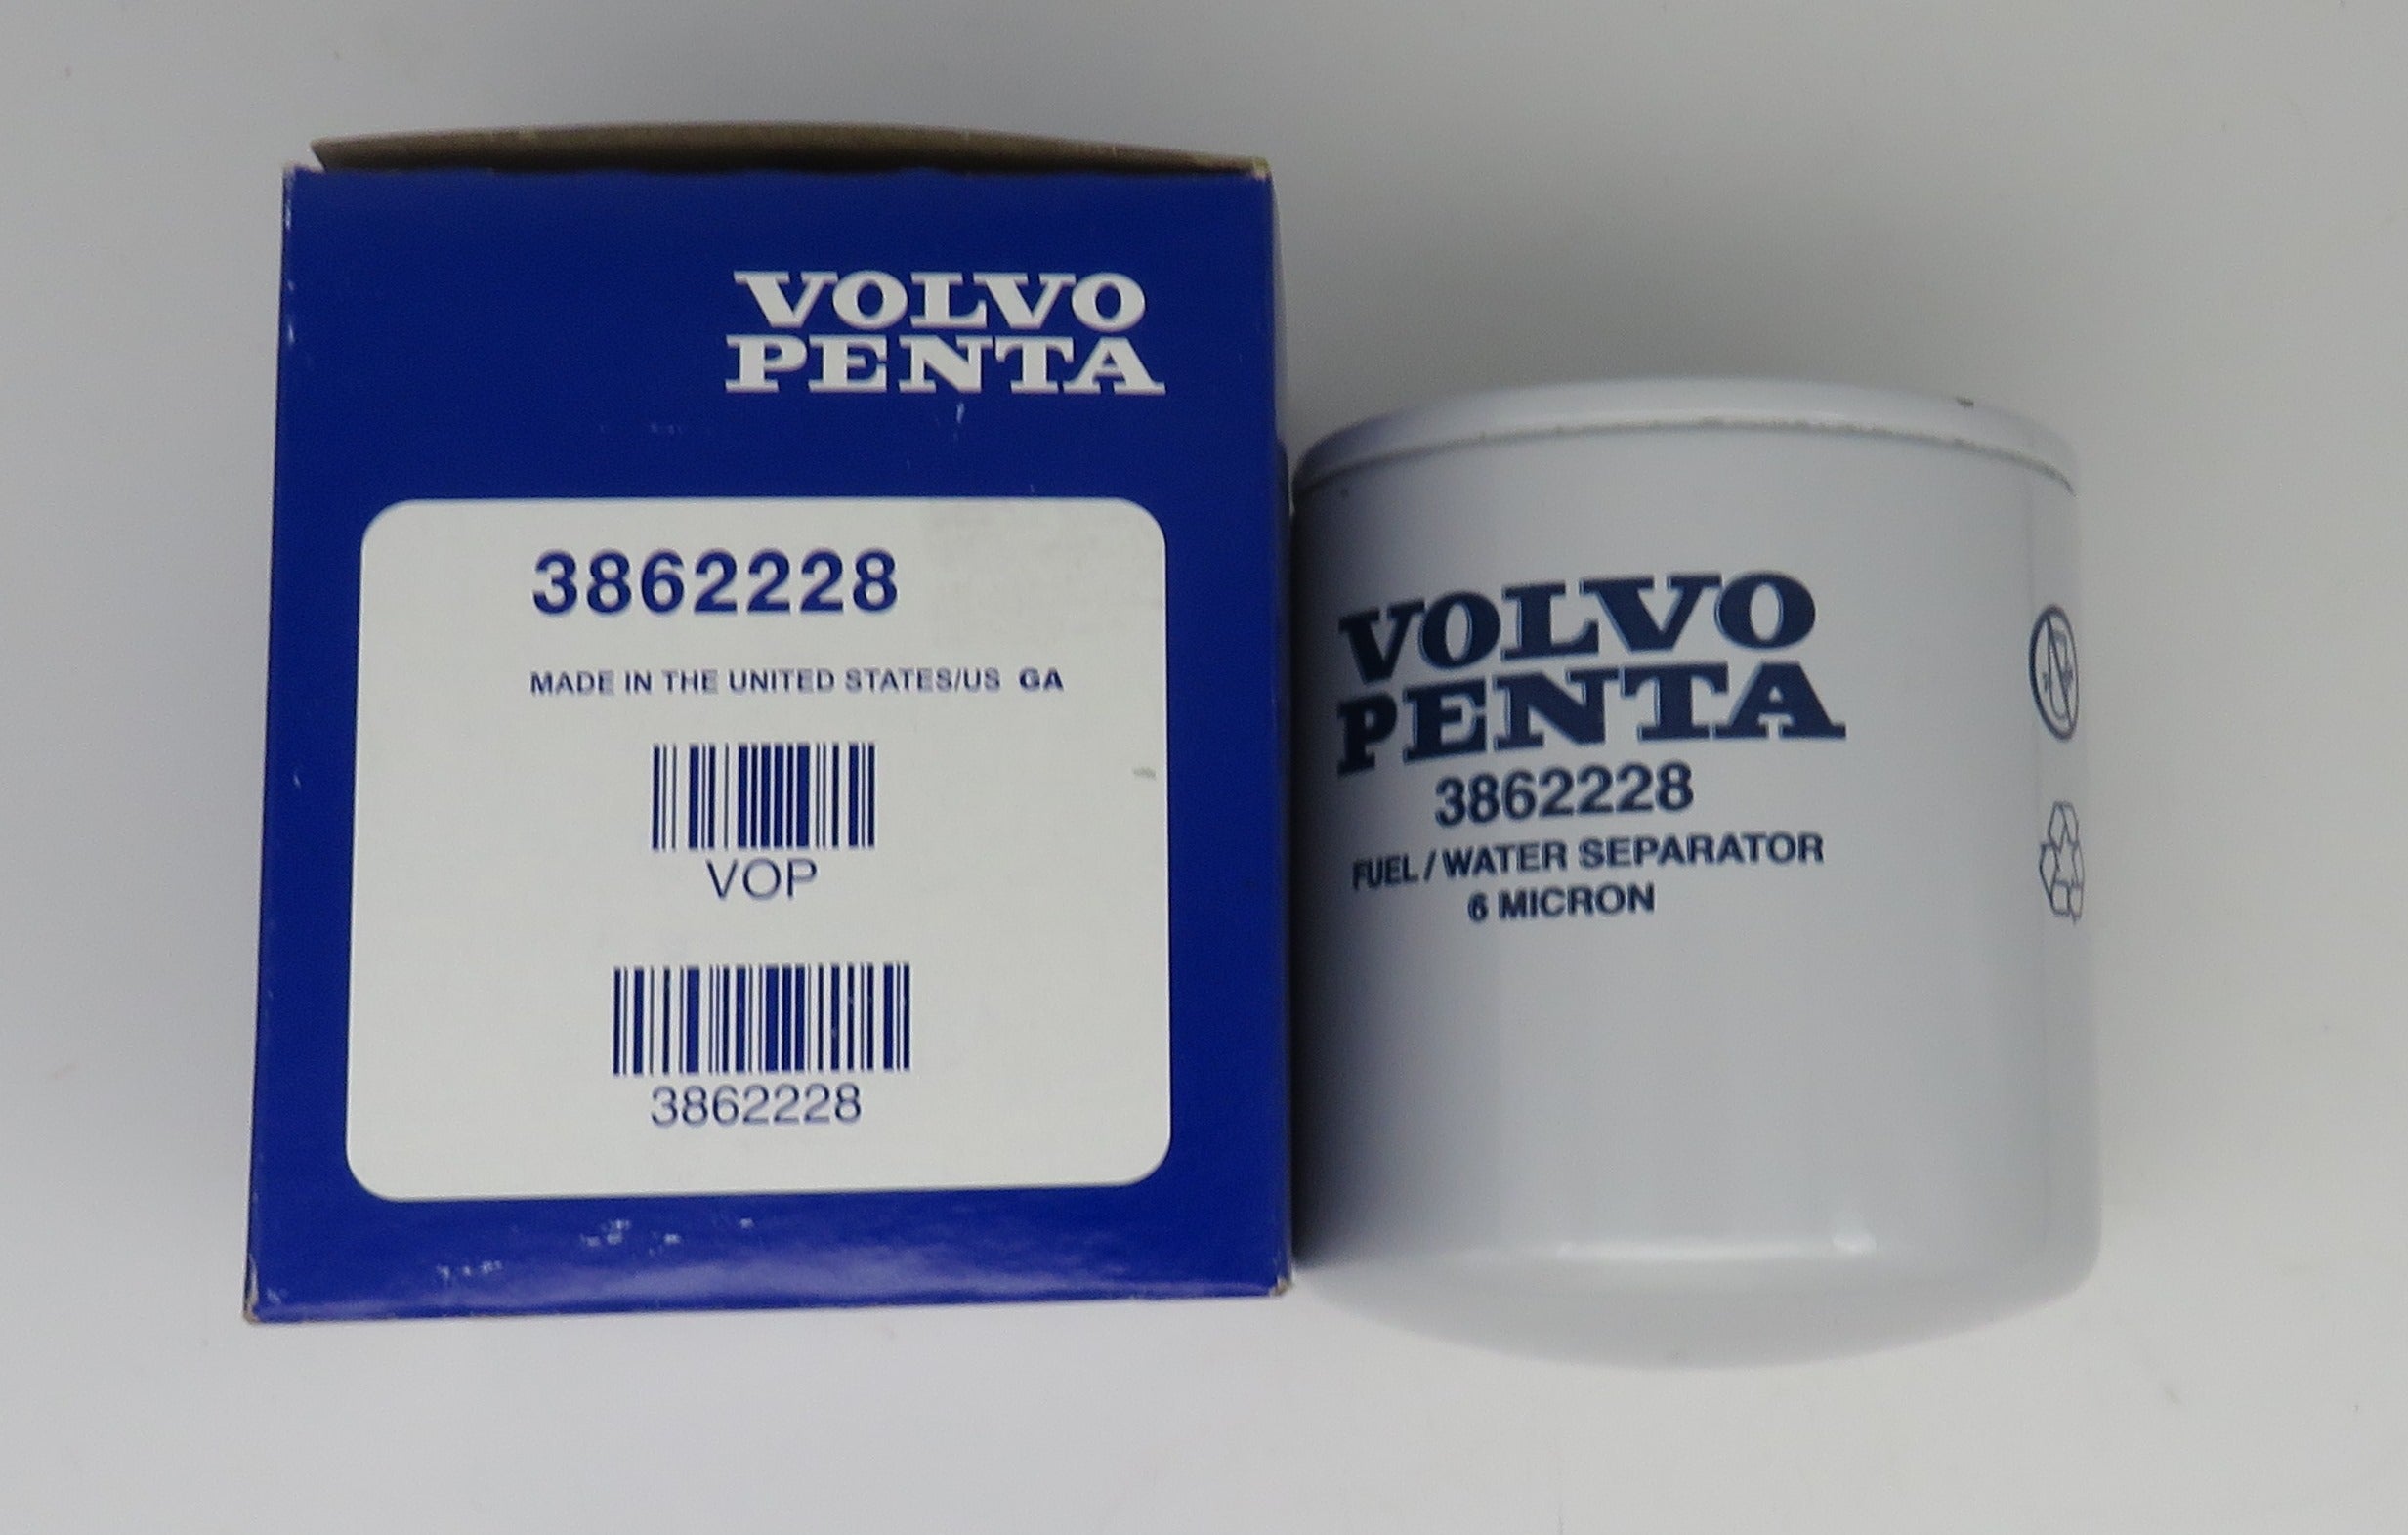 VOLVO
PENTA
3862228
MADE IN THE UNITED STATES/US GA
VOP
3862228
VOLVO
PENTA
3862228
FUEL / WATER SEPARATOR
6 MICRON